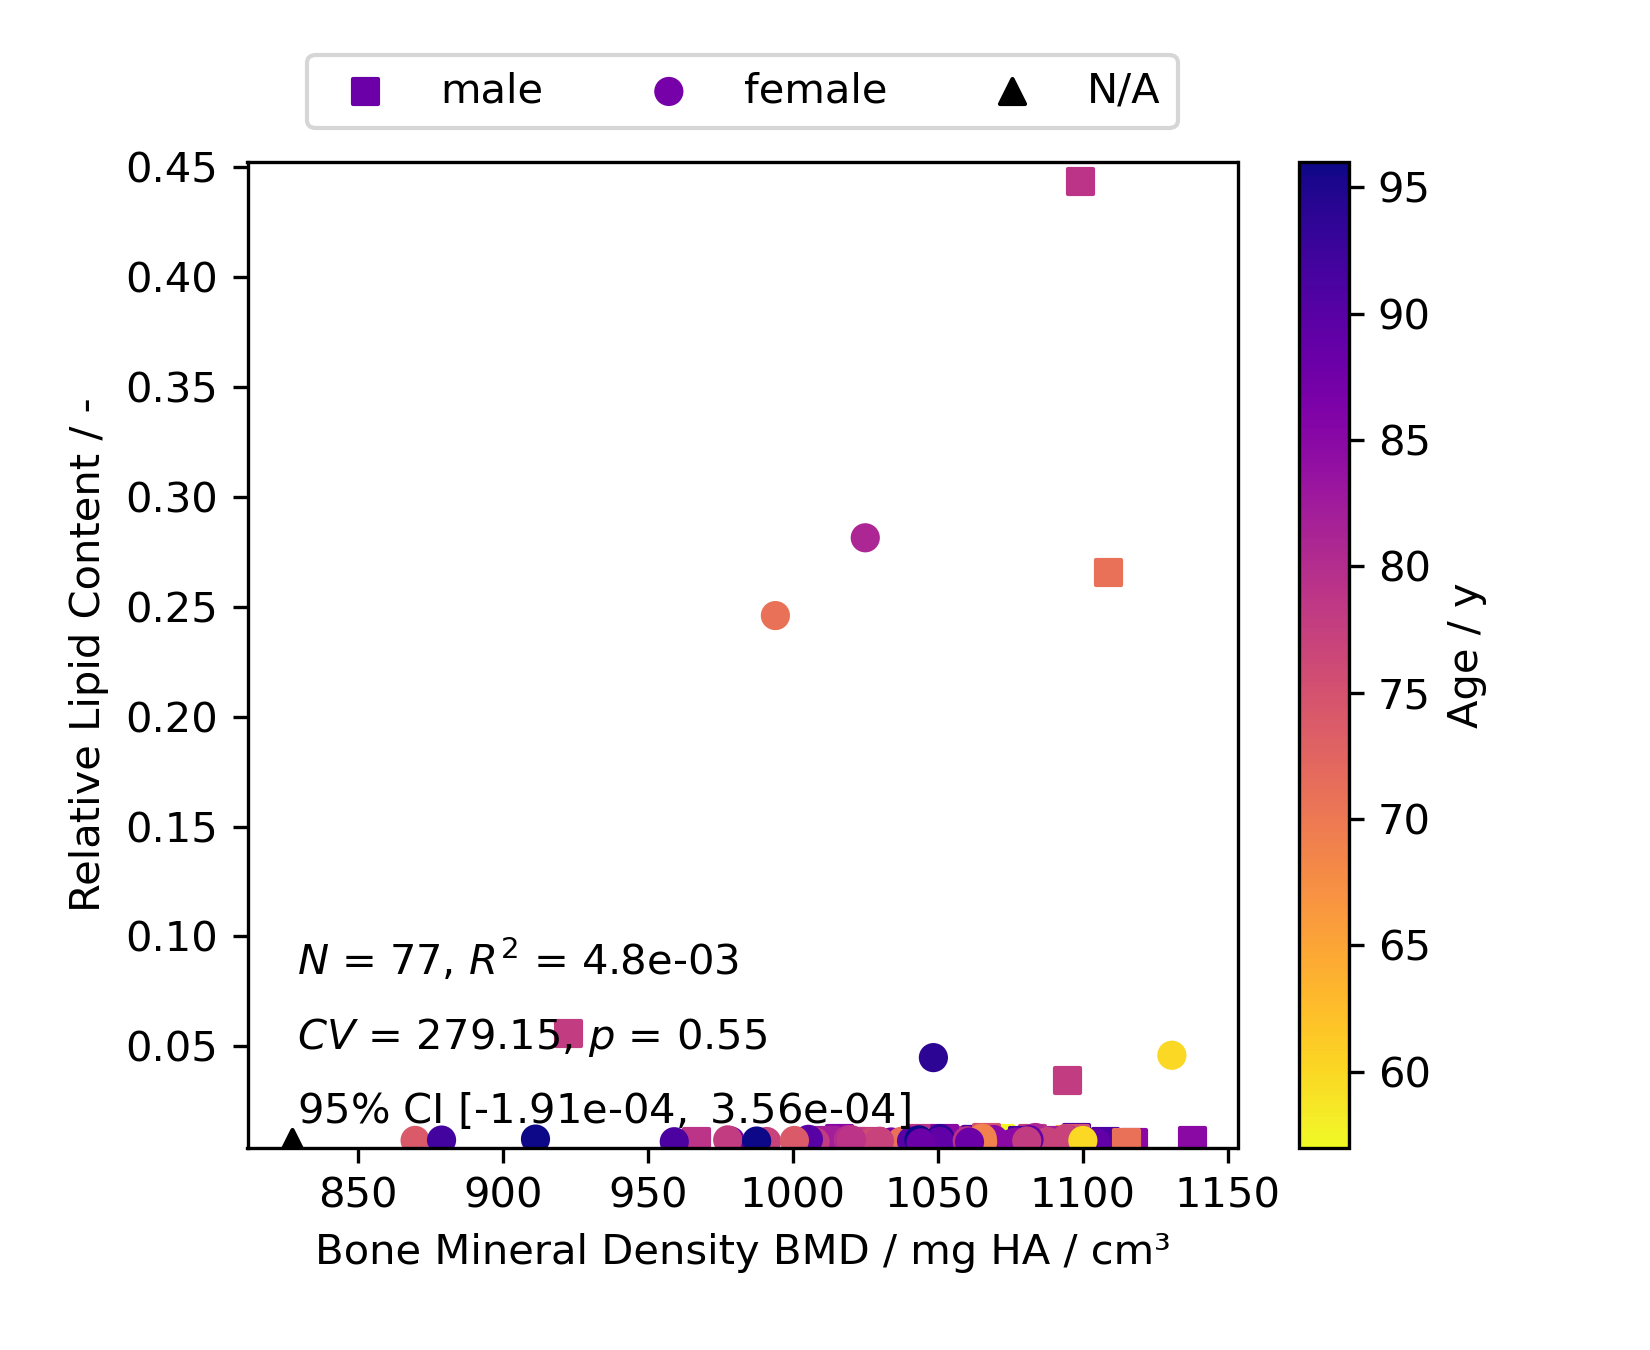 male female N/A
0.45
0.40
0.35
0.30
0.25
0.20
0.15
0.10
0.05
Relative Lipid Content / -
N = 77, R² = 4.8e-03
CV = 279.15, p = 0.55
95% CI [-1.91e-04, 3.56e-04]
850 900 950 1000 1050 1100 1150
Bone Mineral Density BMD / mg HA / cm³
95
90
85
80
75
70
65
60
Age / y